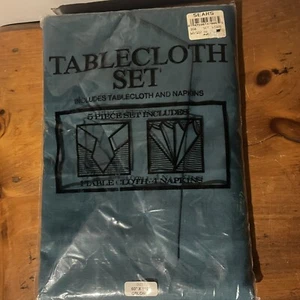 SEARS
TABLECLOTH
SET
INCLUDES TABLECLOTH AND NAPKINS
5 PIECE SET INCLUDES
TABLE CLOTH 4 NAPKINS